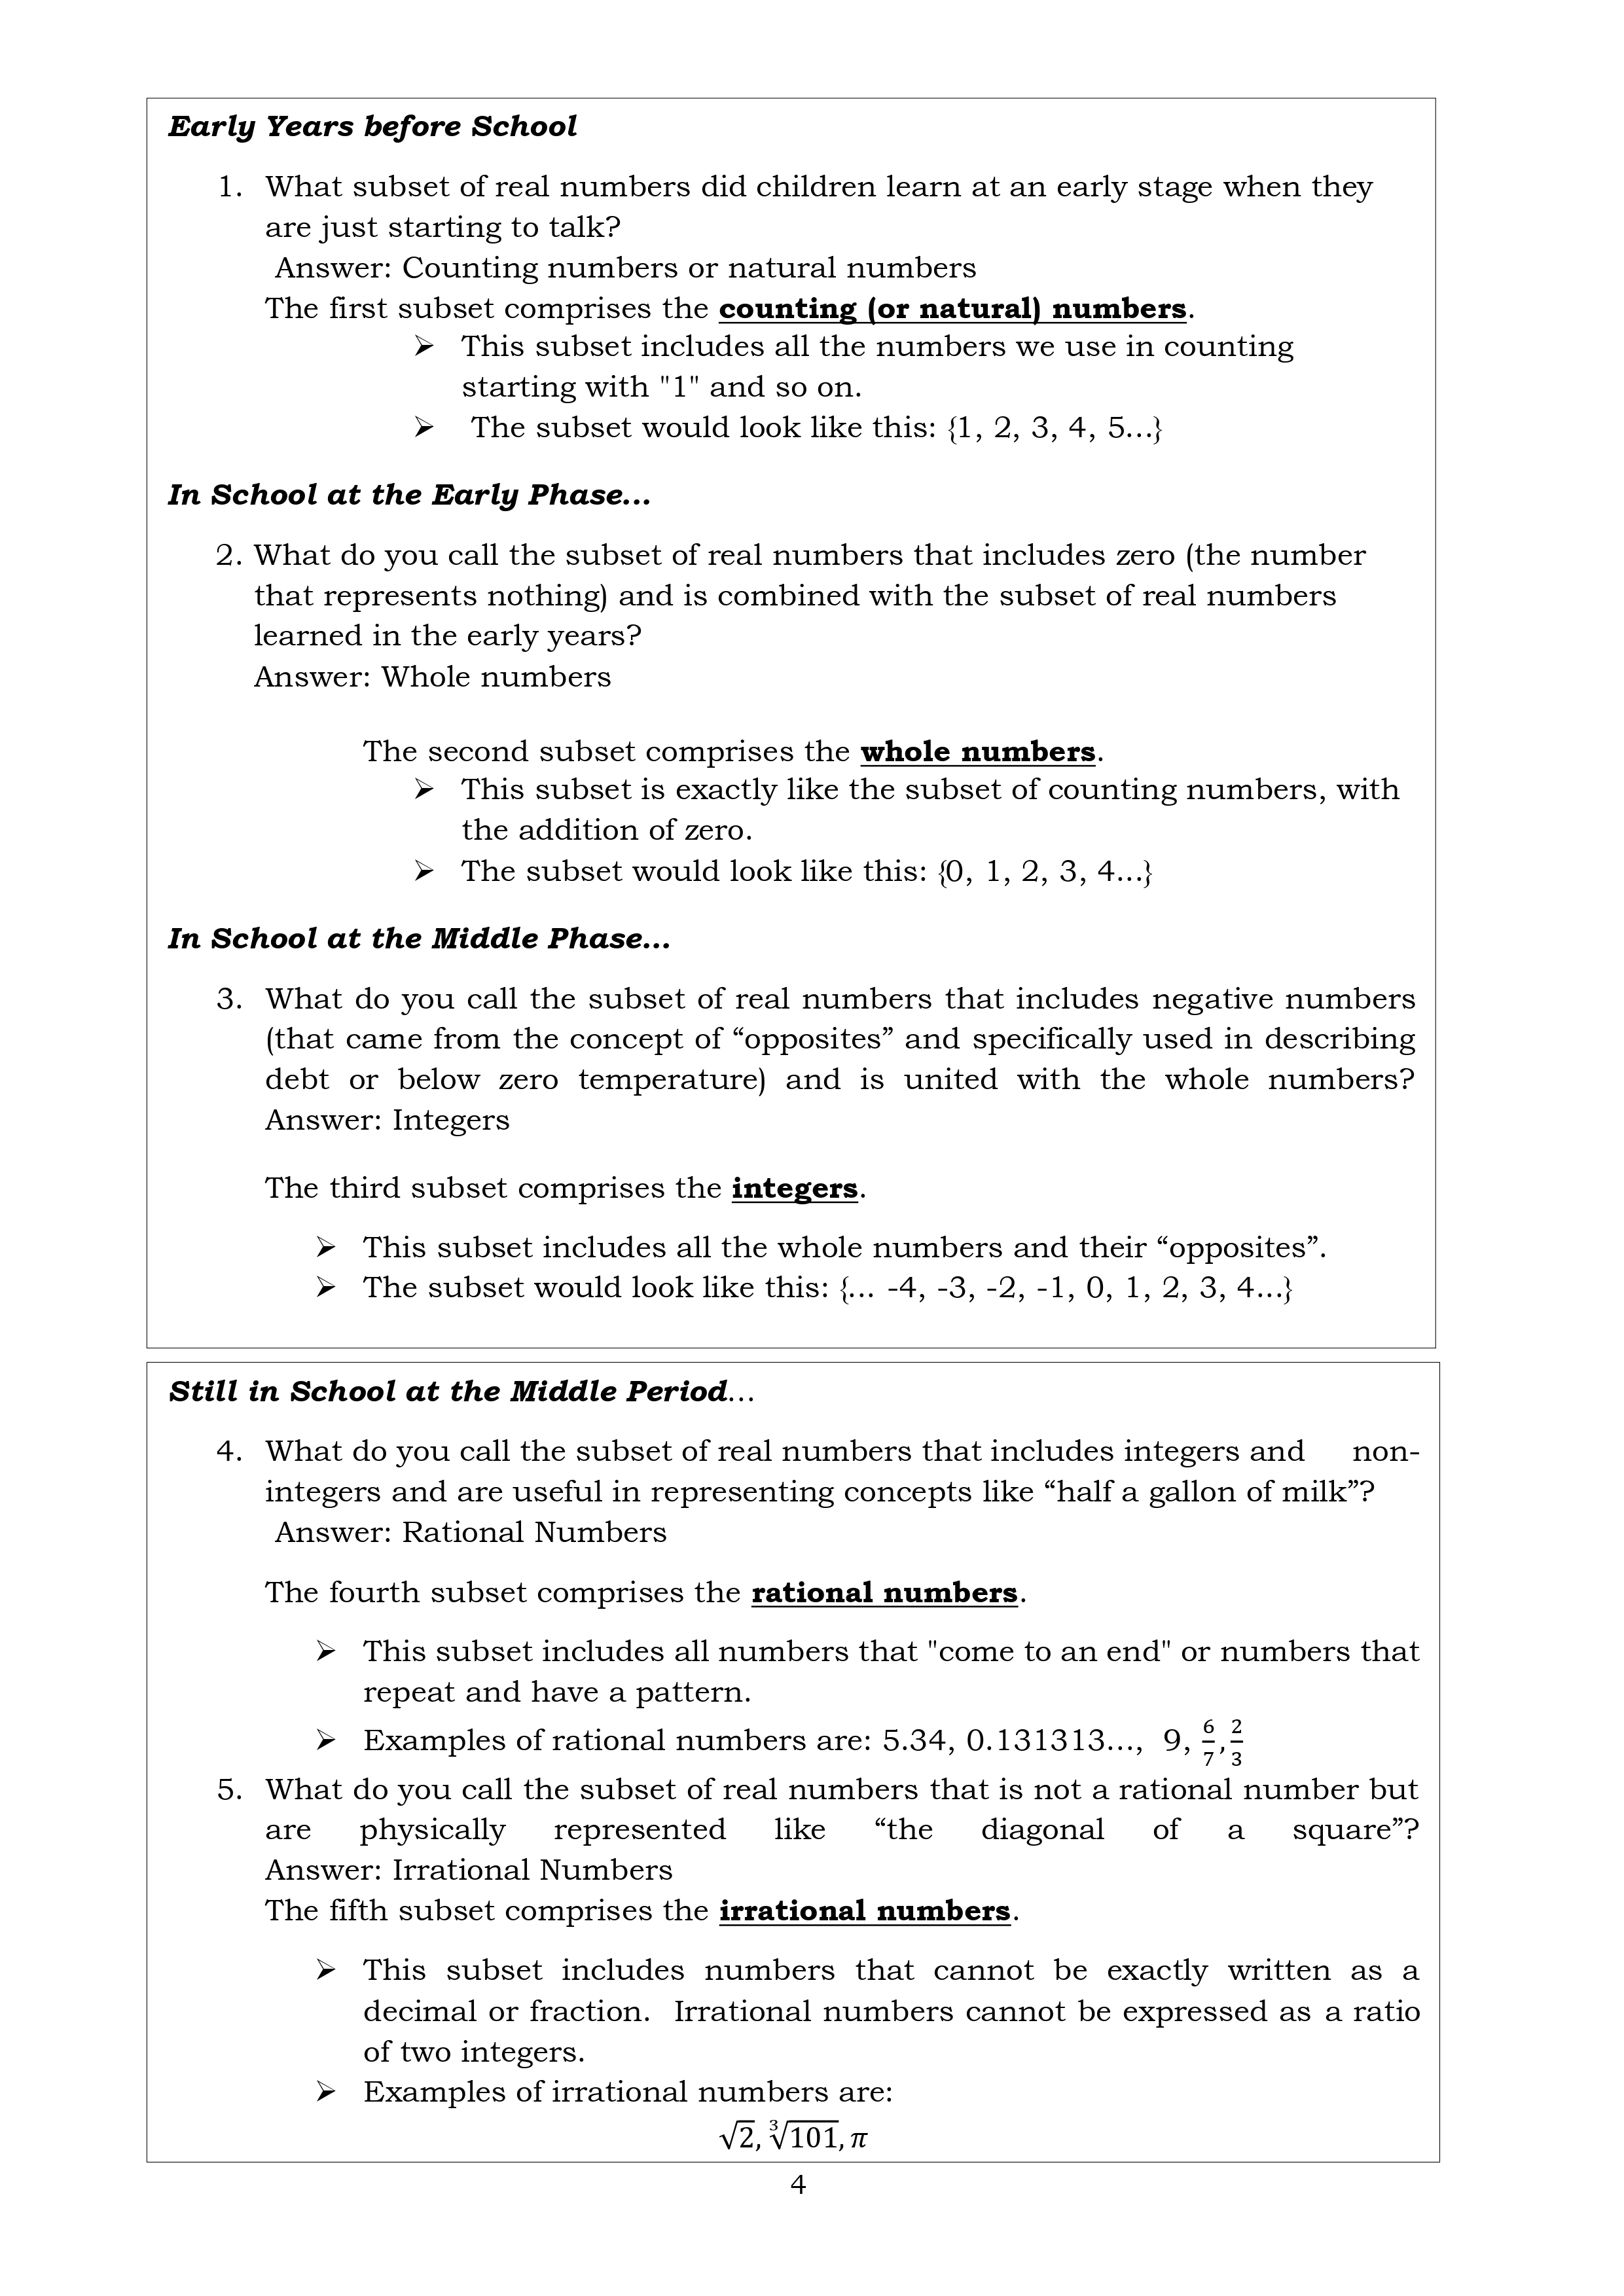 Early Years before School
1. What subset of real numbers did children learn at an early stage when they
are just starting to talk?
Answer: Counting numbers or natural numbers
The first subset comprises the counting (or natural) numbers.
➢ This subset includes all the numbers we use in counting
starting with "1" and so on.
➢ The subset would look like this: {1, 2, 3, 4, 5…}
In School at the Early Phase…
2. What do you call the subset of real numbers that includes zero (the number
that represents nothing) and is combined with the subset of real numbers
learned in the early years?
Answer: Whole numbers
The second subset comprises the whole numbers.
➢ This subset is exactly like the subset of counting numbers, with
the addition of zero.
➢ The subset would look like this: {0, 1, 2, 3, 4…}
In School at the Middle Phase…
3. What do you call the subset of real numbers that includes negative numbers
(that came from the concept of “opposites” and specifically used in describing
debt or below zero temperature) and is united with the whole numbers?
Answer: Integers
The third subset comprises the integers.
➢ This subset includes all the whole numbers and their “opposites”.
➢ The subset would look like this: {… -4, -3, -2, -1, 0, 1, 2, 3, 4…}
Still in School at the Middle Period…
4. What do you call the subset of real numbers that includes integers and non-
integers and are useful in representing concepts like “half a gallon of milk”?
Answer: Rational Numbers
The fourth subset comprises the rational numbers.
➢ This subset includes all numbers that "come to an end" or numbers that
repeat and have a pattern.
➢ Examples of rational numbers are: 5.34, 0.131313…, 9, 6/7, 2/3
5. What do you call the subset of real numbers that is not a rational number but
are physically represented like “the diagonal of a square”?
Answer: Irrational Numbers
The fifth subset comprises the irrational numbers.
➢ This subset includes numbers that cannot be exactly written as a
decimal or fraction. Irrational numbers cannot be expressed as a ratio
of two integers.
➢ Examples of irrational numbers are:
√2, ∛101, π
4